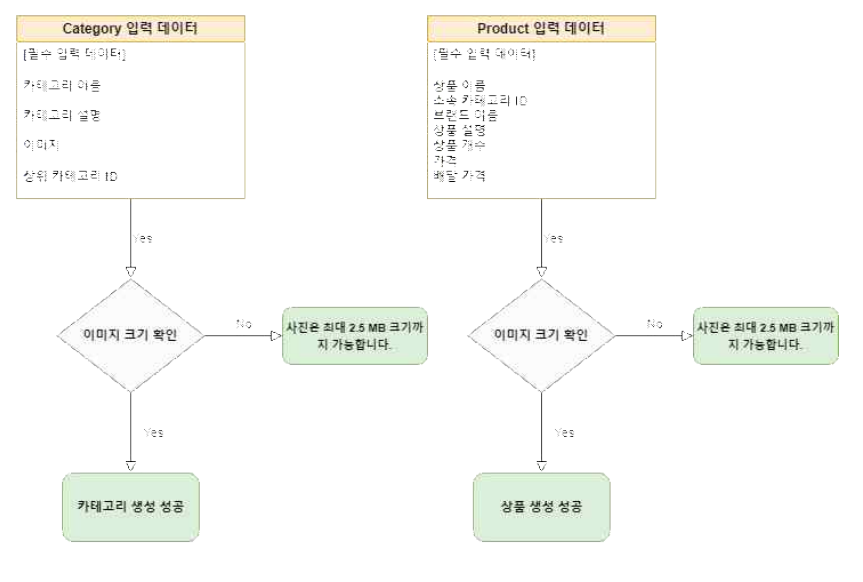 Category 입력 데이터
[필수 입력 데이터]
카테고리 이름
카테고리 설명
이미지
상위 카테고리 ID
Yes
이미지 크기 확인
No
사진은 최대 2.5 MB 크기까
지 가능합니다.
Yes
카테고리 생성 성공
Product 입력 데이터
[필수 입력 데이터]
상품 이름
소속 카테고리 ID
브랜드 이름
상품 설명
상품 개수
가격
배달 가격
Yes
이미지 크기 확인
No
사진은 최대 2.5 MB 크기까
지 가능합니다.
Yes
상품 생성 성공